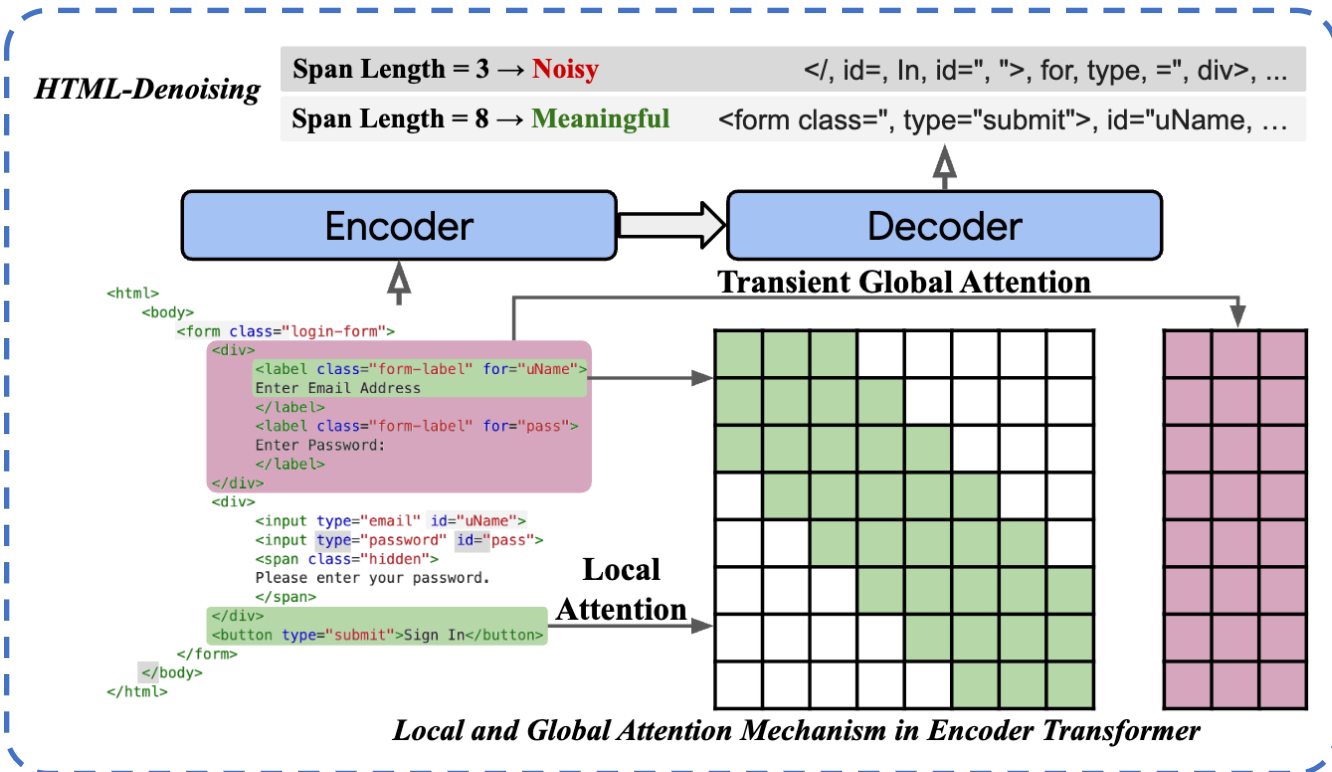 HTML-Denoising
Span Length = 3 → Noisy </, id=, In, id=", ">, for, type, =", div>, ...
Span Length = 8 → Meaningful <form class=", type="submit">, id="uName, ...
Encoder
Decoder
Transient Global Attention
<html>
<body>
<form class="login-form">
<div>
<label class="form-label" for="uName">
Enter Email Address
</label>
<label class="form-label" for="pass">
Enter Password:
</label>
</div>
<div>
<input type="email" id="uName">
<input type="password" id="pass">
<span class="hidden">
Please enter your password.
</span>
</div>
<button type="submit">Sign In</button>
</form>
</body>
</html>
Local
Attention
Local and Global Attention Mechanism in Encoder Transformer